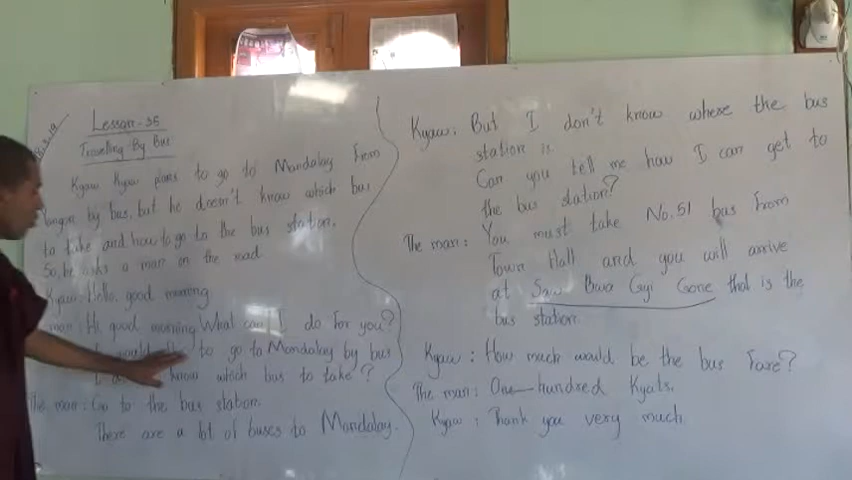 Lesson-35
Travelling By Bus
Kyaw Kyaw plans to go to Mandalay From
Yangon by bus, but he doesn't know which bus
to take and how to go to the bus station.
So, he asks a man on the road
Kyaw: Hello, good morning
man: Hi, good morning What can I do for you?
to go to Mandalay by bus
know which bus to take?
The man: Go to the bus station.
There are a lot of buses to Mandalay.
Kyaw: But I don't know where the bus
station is.
Can you tell me how I can get to
the bus station?
The man: You must take No.51 bus From
Town Hall and you will arrive
at Saw Bwa Gyi Gone that is the
bus station.
Kyaw: How much would be the bus Fare?
The man: One-hundred Kyats.
Kyaw: Thank you very much